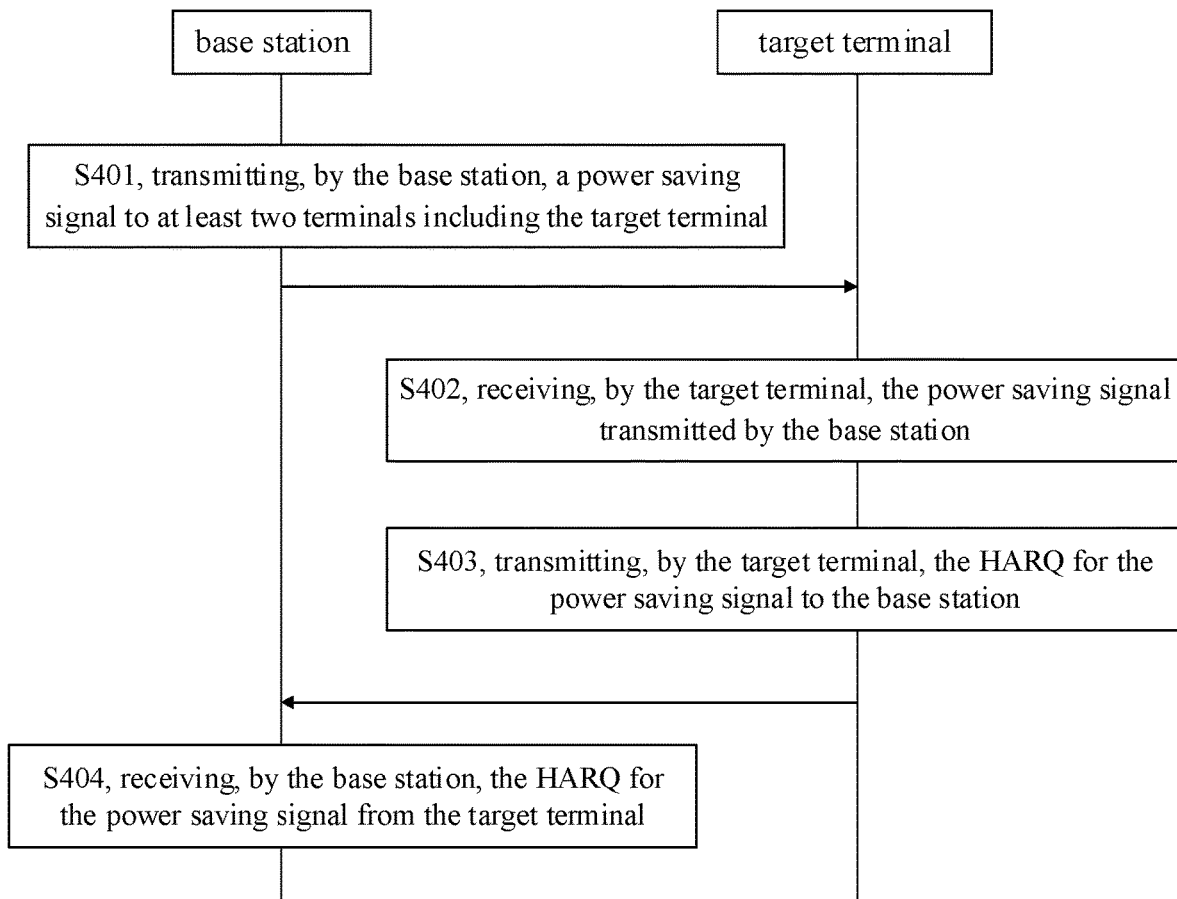 base station
target terminal
S401, transmitting, by the base station, a power saving
signal to at least two terminals including the target terminal
S402, receiving, by the target terminal, the power saving signal
transmitted by the base station
S403, transmitting, by the target terminal, the HARQ for the
power saving signal to the base station
S404, receiving, by the base station, the HARQ for
the power saving signal from the target terminal